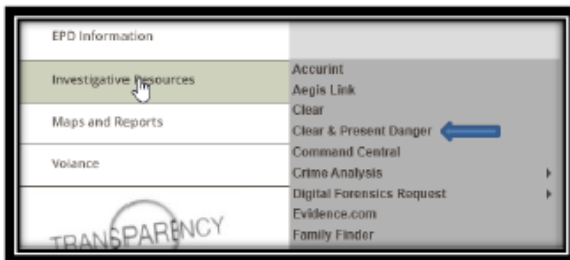 EPD Information
Investigative Resources
Maps and Reports
Volance
TRANSPARENCY
Accurint
Aegis Link
Clear
Clear & Present Danger
Command Central
Crime Analysis
Digital Forensics Request
Evidence.com
Family Finder